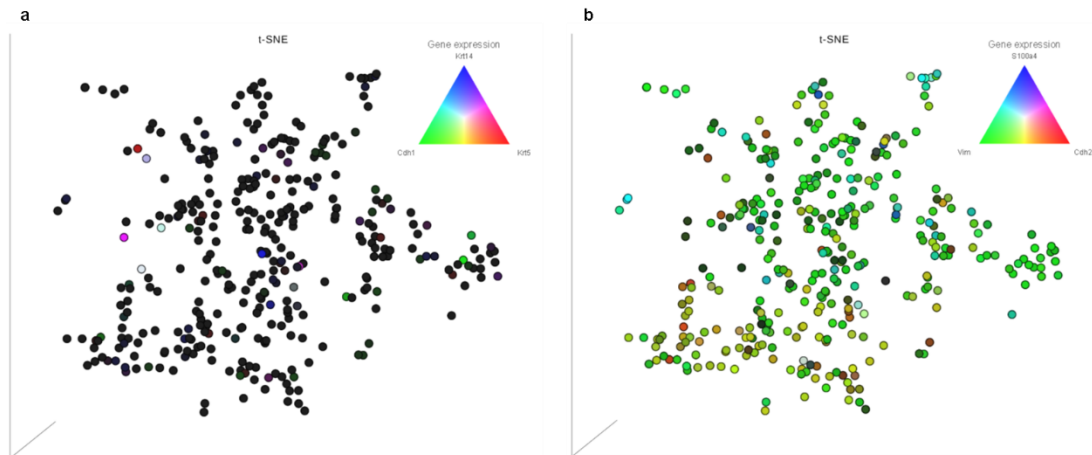 a
t-SNE
Gene expression
Krt14
Cdh1
Krt5
b
t-SNE
Gene expression
S100a4
Vim
Cdh2